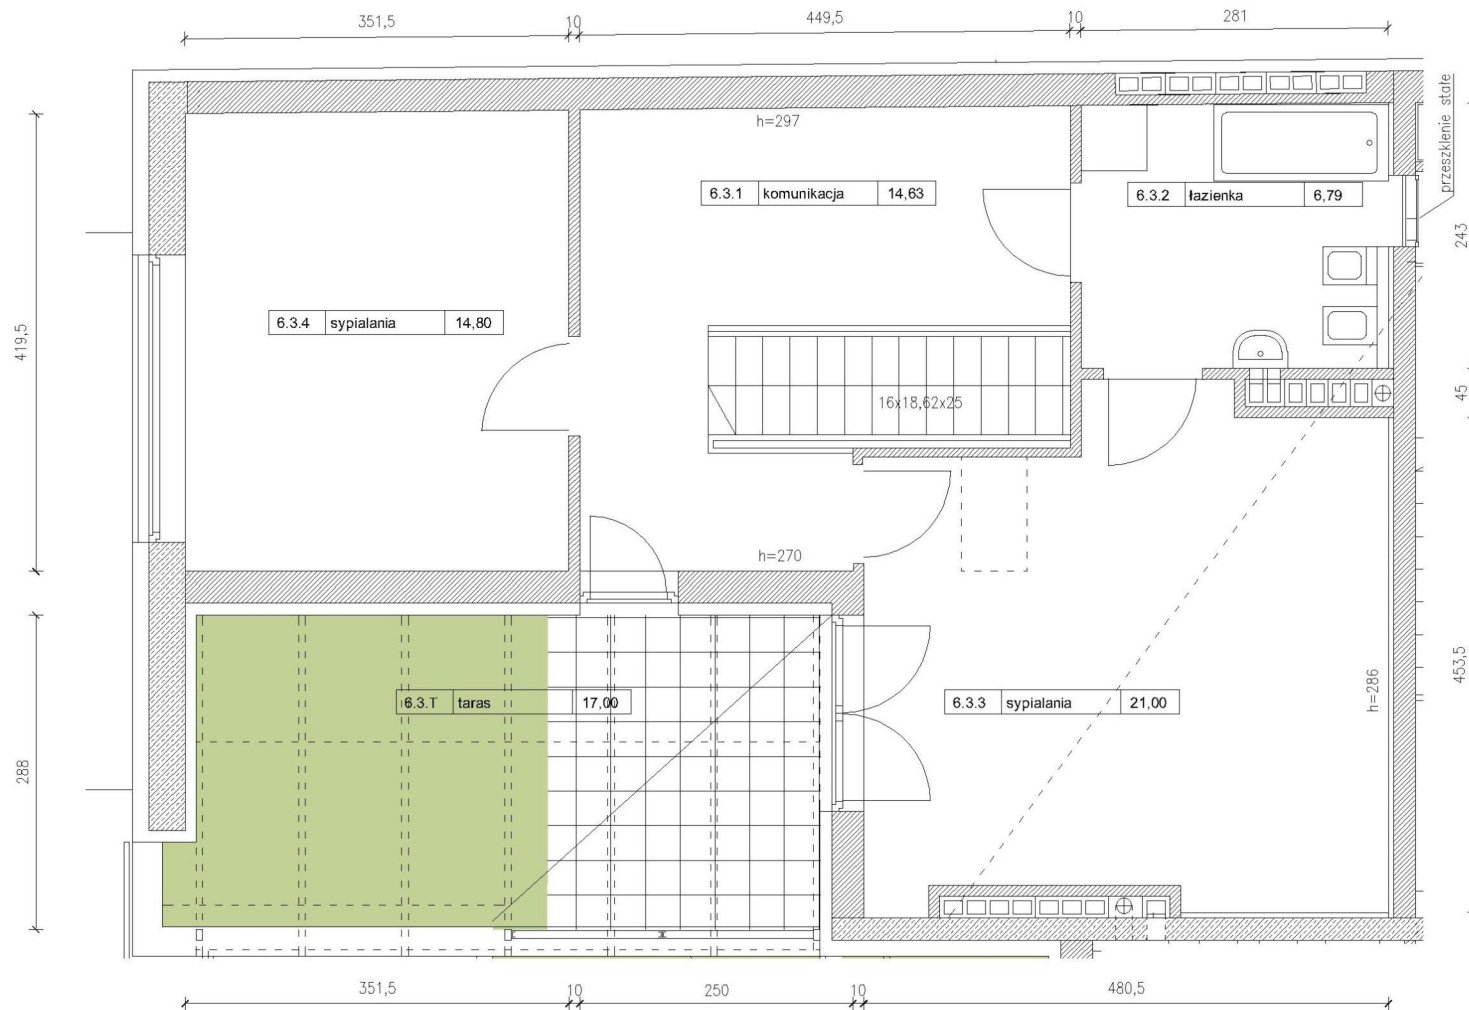 351,5 10 449,5 10 281
przeszklenie stałe
h=297
6.3.1 komunikacja 14,63
6.3.2 łazienka 6,79
243
6.3.4 sypialania 14,80
419,5
45
16x18,62x25
h=270
453,5
h=286
6.3.T taras 17,00
6.3.3 sypialania 21,00
288
351,5 10 250 10 480,5